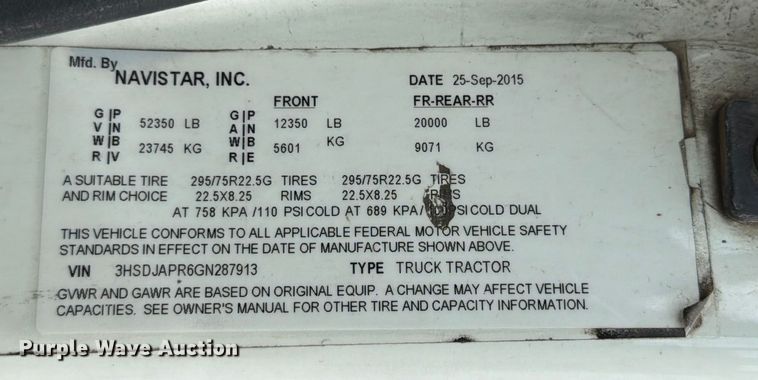 Mfd. By
NAVISTAR, INC. DATE 25-Sep-2015
FRONT FR-REAR-RR
G|P 52350 LB G|P 12350 LB 20000 LB
V|N A|N
W|B 23745 KG W|B 5601 KG 9071 KG
R|V R|E
A SUITABLE TIRE 295/75R22.5G TIRES 295/75R22.5G TIRES
AND RIM CHOICE 22.5X8.25 RIMS 22.5X8.25
AT 758 KPA /110 PSI COLD AT 689 KPA/ PSI COLD DUAL
THIS VEHICLE CONFORMS TO ALL APPLICABLE FEDERAL MOTOR VEHICLE SAFETY
STANDARDS IN EFFECT ON THE DATE OF MANUFACTURE SHOWN ABOVE.
VIN 3HSDJAPR6GN287913 TYPE TRUCK TRACTOR
GVWR AND GAWR ARE BASED ON ORIGINAL EQUIP. A CHANGE MAY AFFECT VEHICLE
CAPACITIES. SEE OWNER'S MANUAL FOR OTHER TIRE AND CAPACITY INFORMATION.
Purple Wave Auction